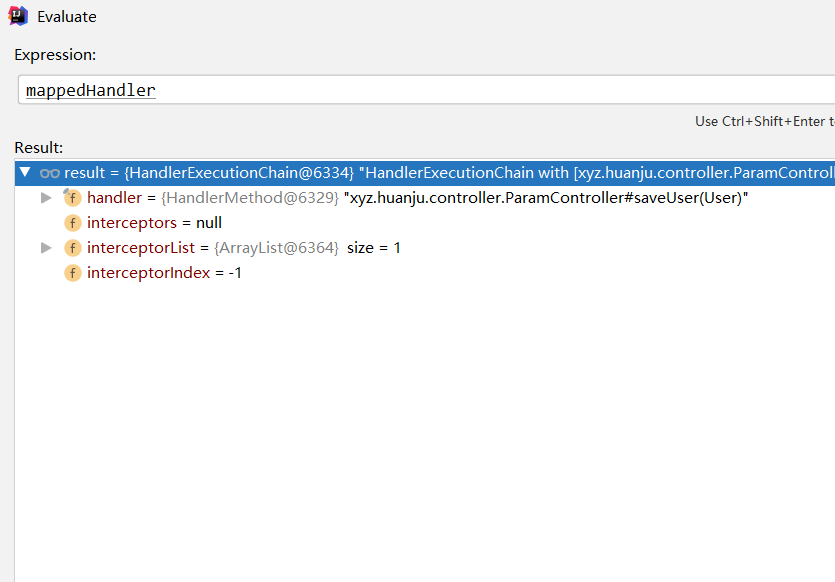 Evaluate
Expression:
mappedHandler
Use Ctrl+Shift+Enter t
Result:
result = {HandlerExecutionChain@6334} "HandlerExecutionChain with [xyz.huanju.controller.ParamControll
handler = {HandlerMethod@6329} "xyz.huanju.controller.ParamController#saveUser(User)"
interceptors = null
interceptorList = {ArrayList@6364} size = 1
interceptorIndex = -1